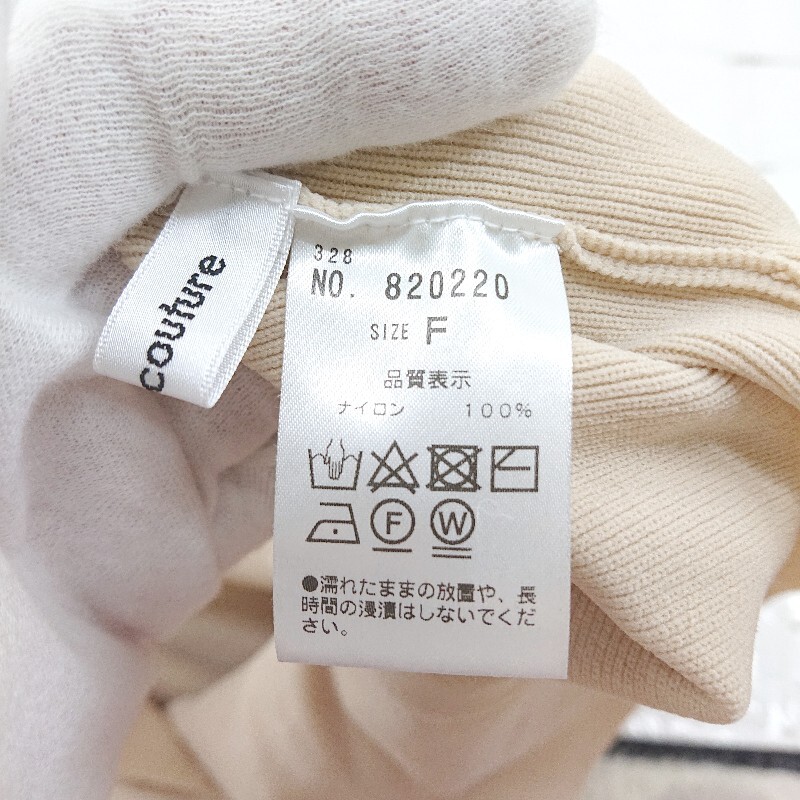 couture
328
NO. 820220
SIZE F
品質表示
ナイロン 100%
F W
●濡れたままの放置や、長
時間の浸漬はしないでくだ
さい。